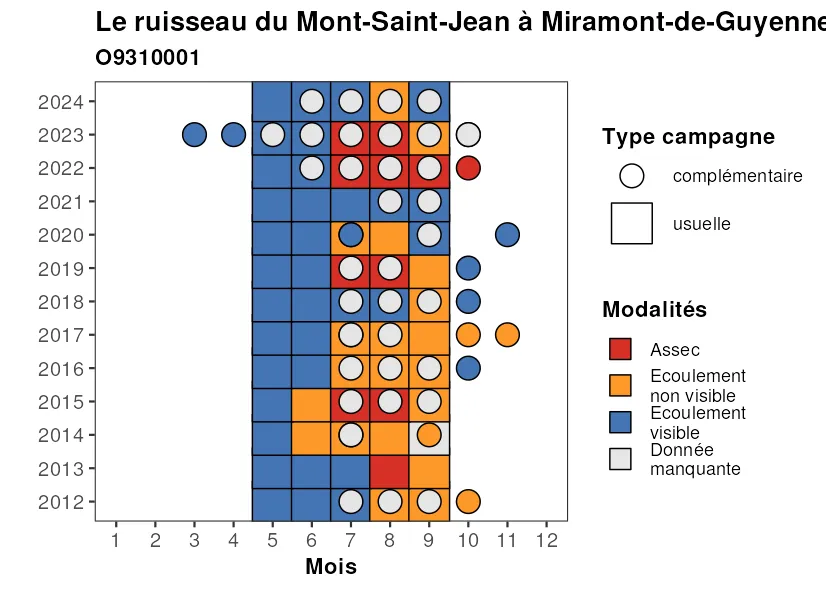 Le ruisseau du Mont-Saint-Jean à Miramont-de-Guyenne
O9310001
2024
2023
2022
2021
2020
2019
2018
2017
2016
2015
2014
2013
2012
1 2 3 4 5 6 7 8 9 10 11 12
Mois
Type campagne
complémentaire
usuelle
Modalités
Assec
Ecoulement
non visible
Ecoulement
visible
Donnée
manquante